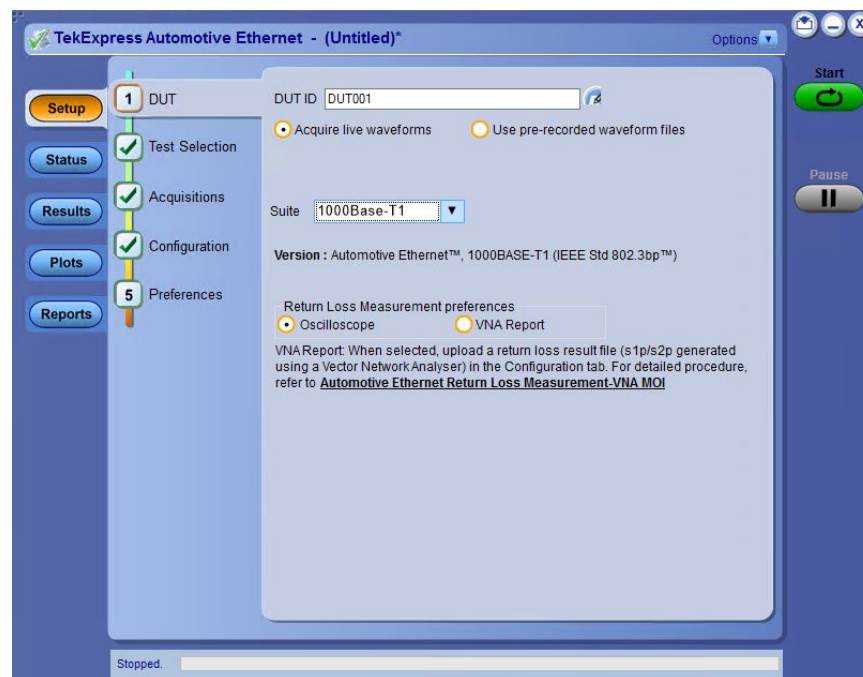 TekExpress Automotive Ethernet - (Untitled)*
Options
Start
Pause
Setup
Status
Results
Plots
Reports
1 DUT
Test Selection
Acquisitions
Configuration
5 Preferences
DUT ID DUT001
Acquire live waveforms Use pre-recorded waveform files
Suite 1000Base-T1
Version : Automotive Ethernet™, 1000BASE-T1 (IEEE Std 802.3bp™)
Return Loss Measurement preferences
Oscilloscope VNA Report
VNA Report: When selected, upload a return loss result file (s1p/s2p generated
using a Vector Network Analyser) in the Configuration tab. For detailed procedure,
refer to Automotive Ethernet Return Loss Measurement-VNA MOI
Stopped.